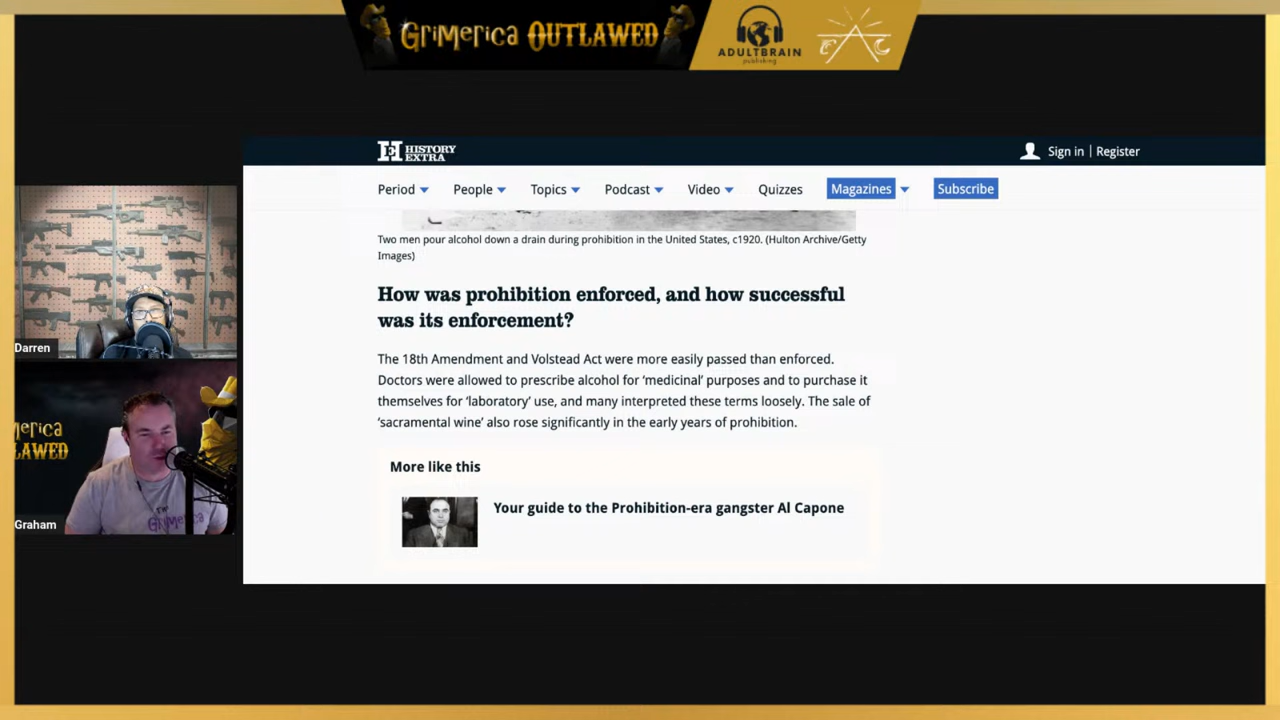 GriMerica OUTLAWED
ADULTBRAIN
publishing
HISTORY
EXTRA
Sign in | Register
Period
People
Topics
Podcast
Video
Quizzes
Magazines
Subscribe
Two men pour alcohol down a drain during prohibition in the United States, c1920. (Hulton Archive/Getty
Images)
How was prohibition enforced, and how successful
was its enforcement?
The 18th Amendment and Volstead Act were more easily passed than enforced.
Doctors were allowed to prescribe alcohol for ‘medicinal’ purposes and to purchase it
themselves for ‘laboratory’ use, and many interpreted these terms loosely. The sale of
‘sacramental wine’ also rose significantly in the early years of prohibition.
More like this
Your guide to the Prohibition-era gangster Al Capone
Darren
merica
LAWED
Graham